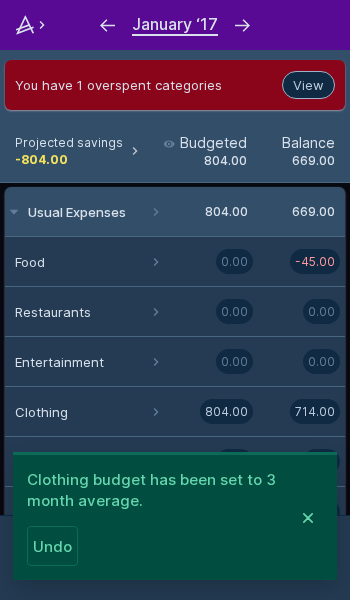 January ‘17
You have 1 overspent categories
View
Projected savings
-804.00
Budgeted
804.00
Balance
669.00
Usual Expenses 804.00 669.00
Food 0.00 -45.00
Restaurants 0.00 0.00
Entertainment 0.00 0.00
Clothing 804.00 714.00
Clothing budget has been set to 3
month average.
Undo